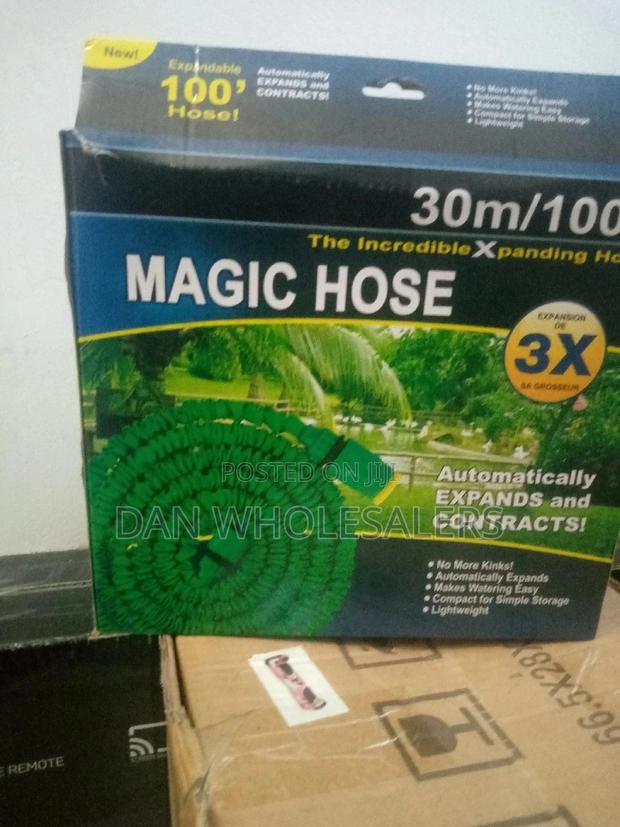 New!
Expandable
100'
Hose!
Automatically
EXPANDS and
CONTRACTS!
• No More Kinks!
• Automatically Expands
• Makes Watering Easy
• Compact for Simple Storage
• Lightweight
30m/100
The Incredible Xpanding Ho
MAGIC HOSE
EXPANSION
DE
3X
SA GROSSEUR
POSTED ON JIJI
DAN WHOLESALERS
Automatically
EXPANDS and
CONTRACTS!
• No More Kinks!
• Automatically Expands
• Makes Watering Easy
• Compact for Simple Storage
• Lightweight
66.5X28X
E REMOTE